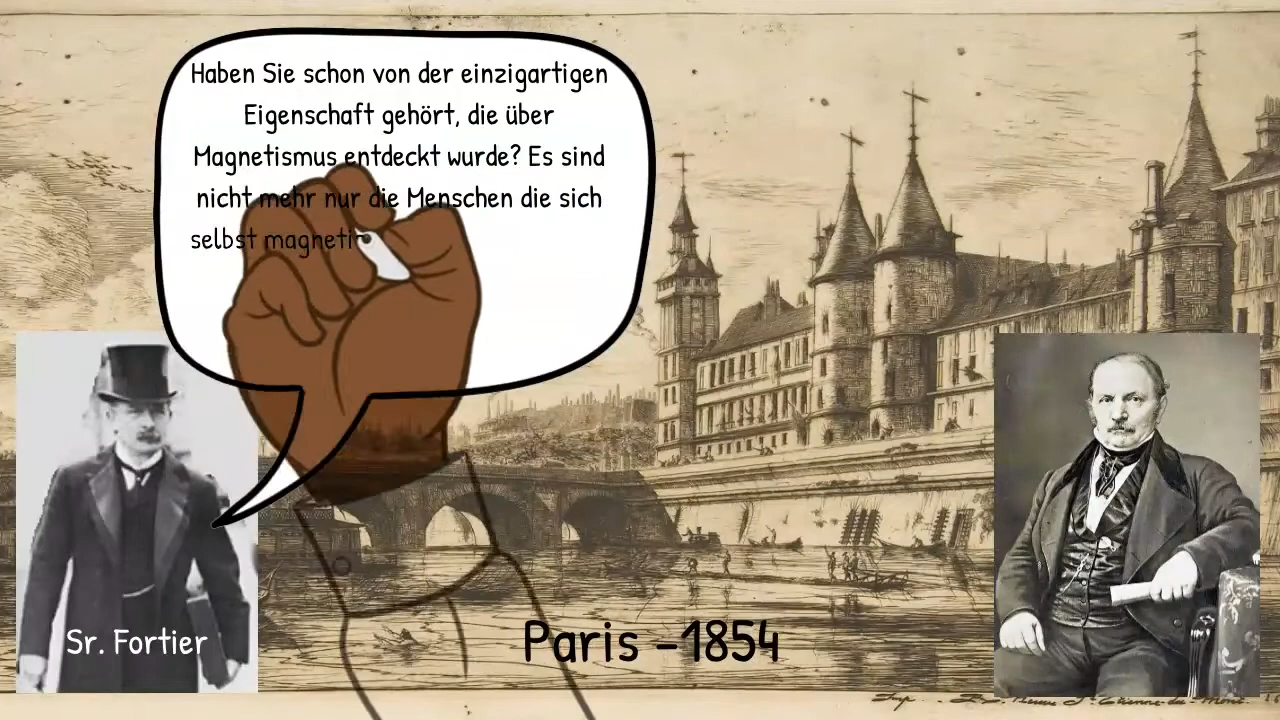 Haben Sie schon von der einzigartigen
Eigenschaft gehört, die über
Magnetismus entdeckt wurde? Es sind
nicht mehr nur die Menschen die sich
selbst magneti
Sr. Fortier
Paris -1854